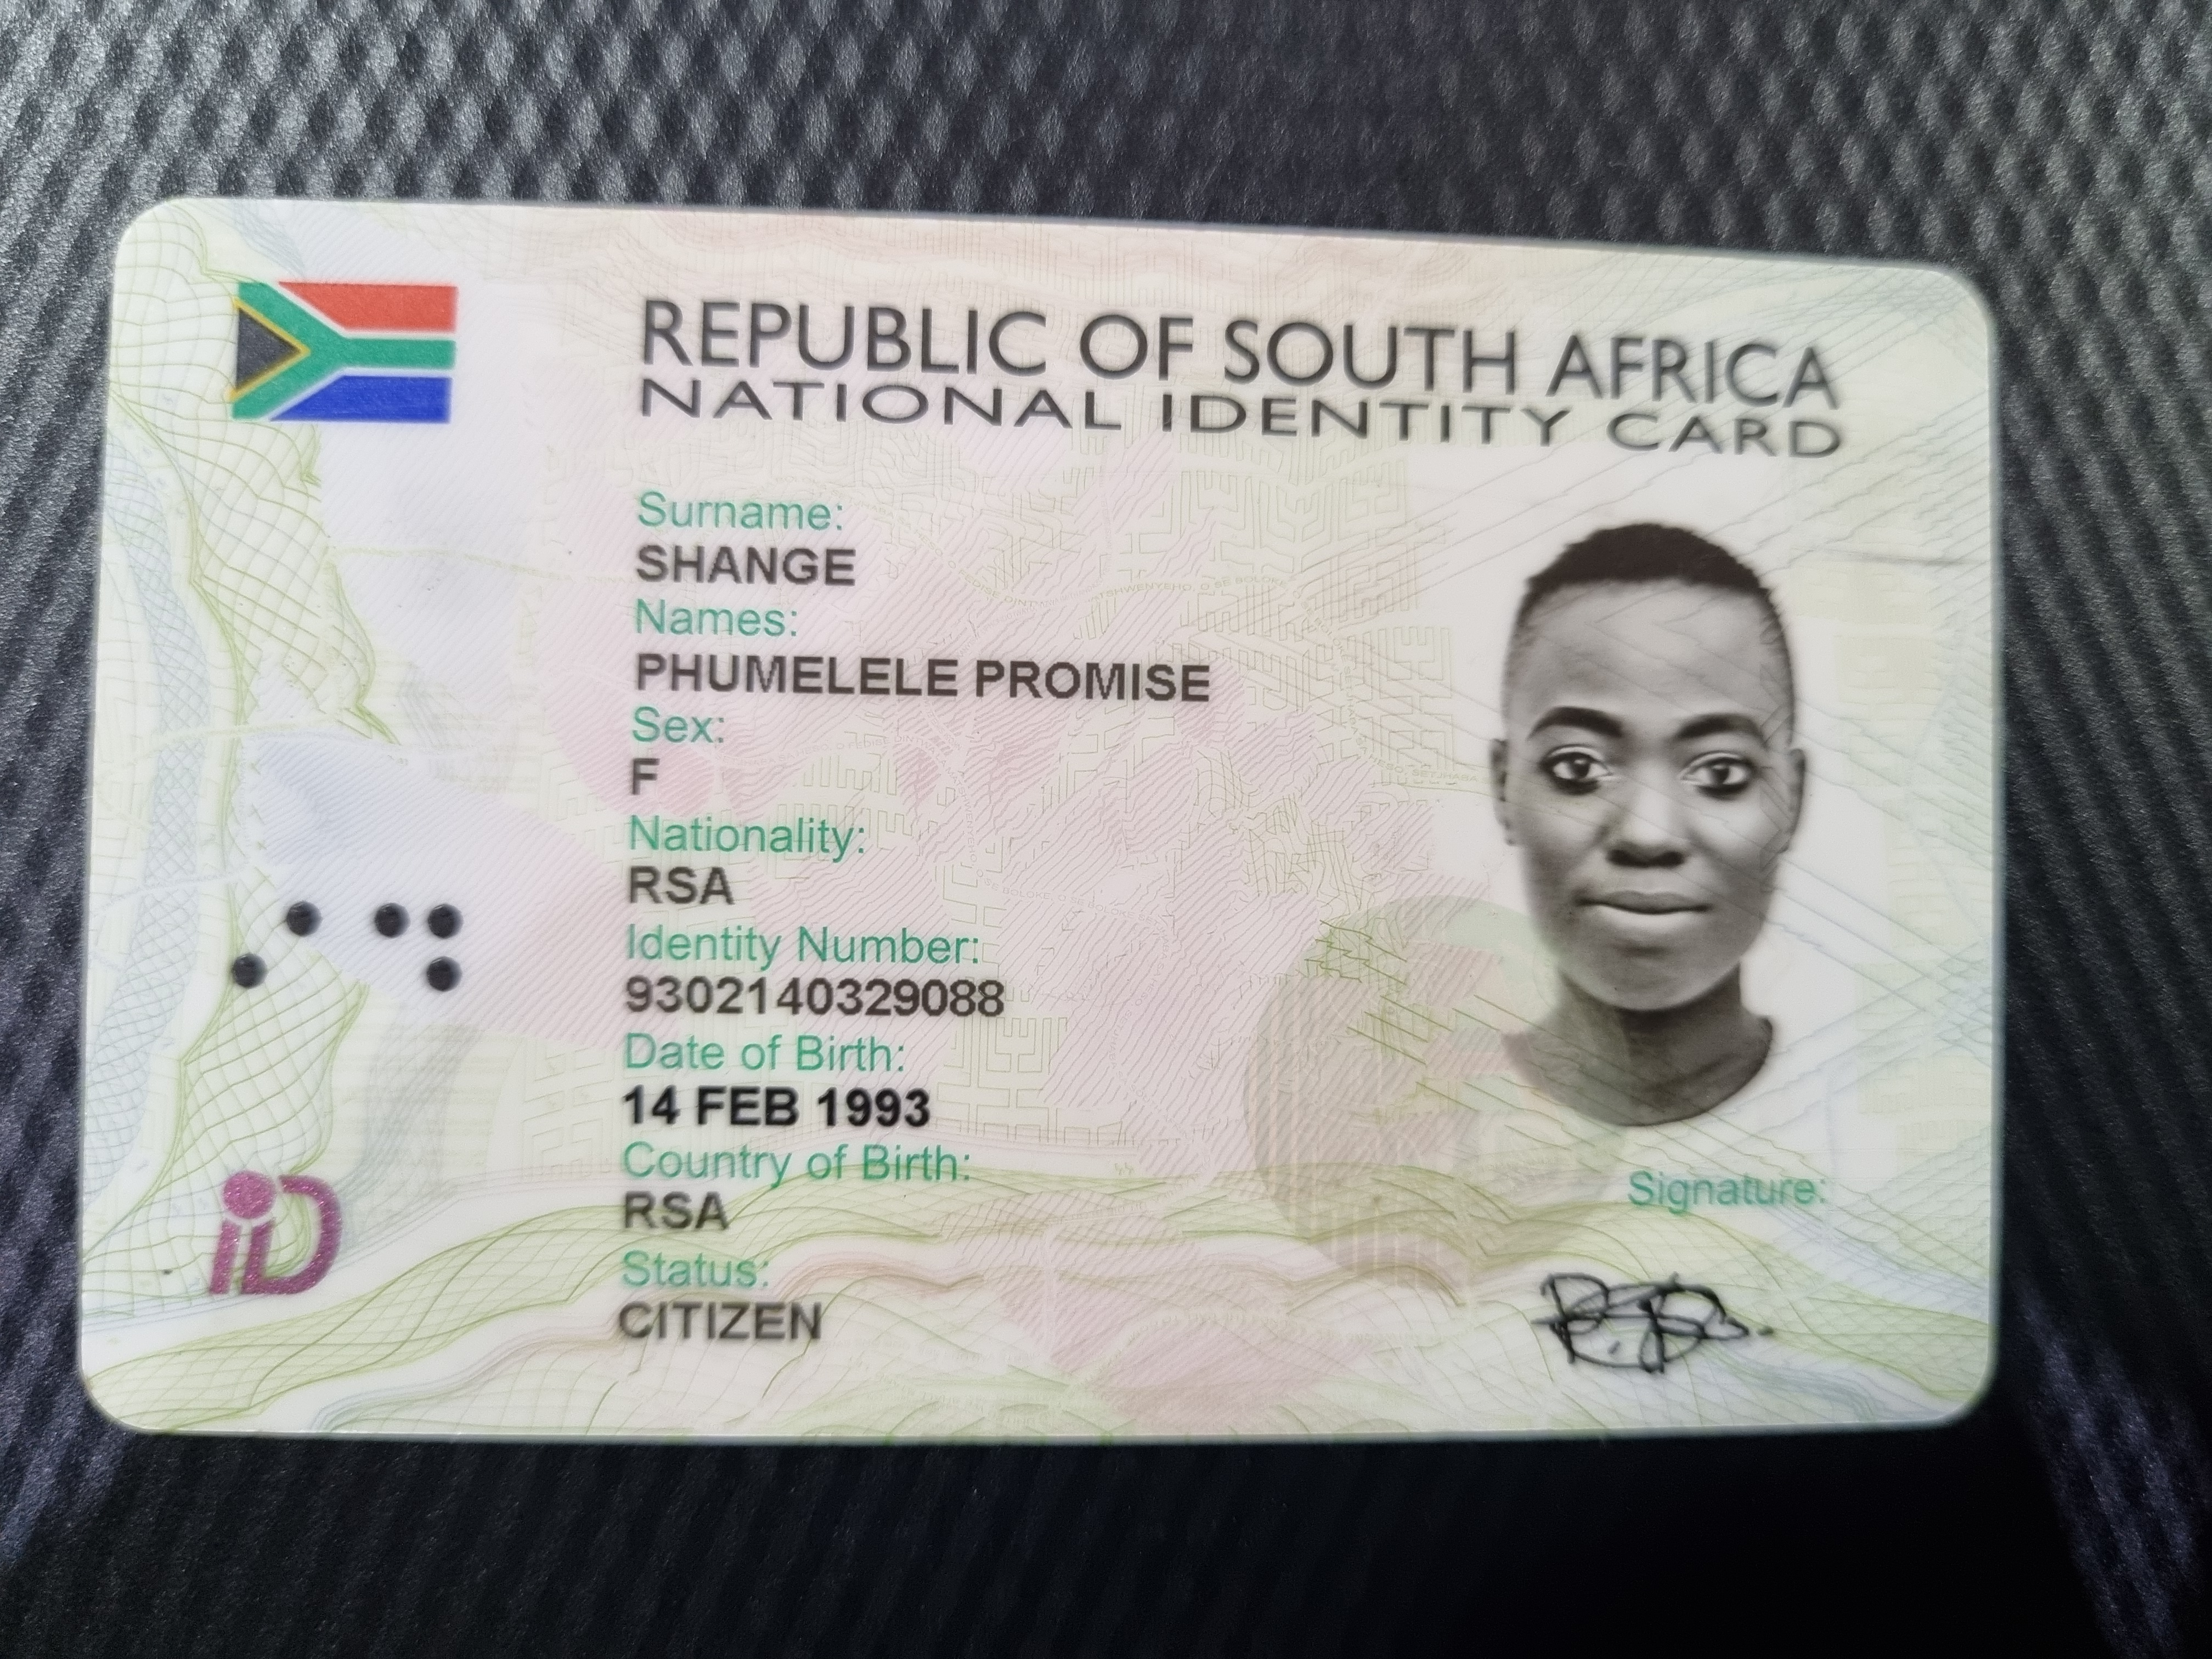 REPUBLIC OF SOUTH AFRICA
NATIONAL IDENTITY CARD
Surname:
SHANGE
Names:
PHUMELELE PROMISE
Sex:
F
Nationality:
RSA
Identity Number:
9302140329088
Date of Birth:
14 FEB 1993
Country of Birth:
RSA
Status:
CITIZEN
Signature:
iD